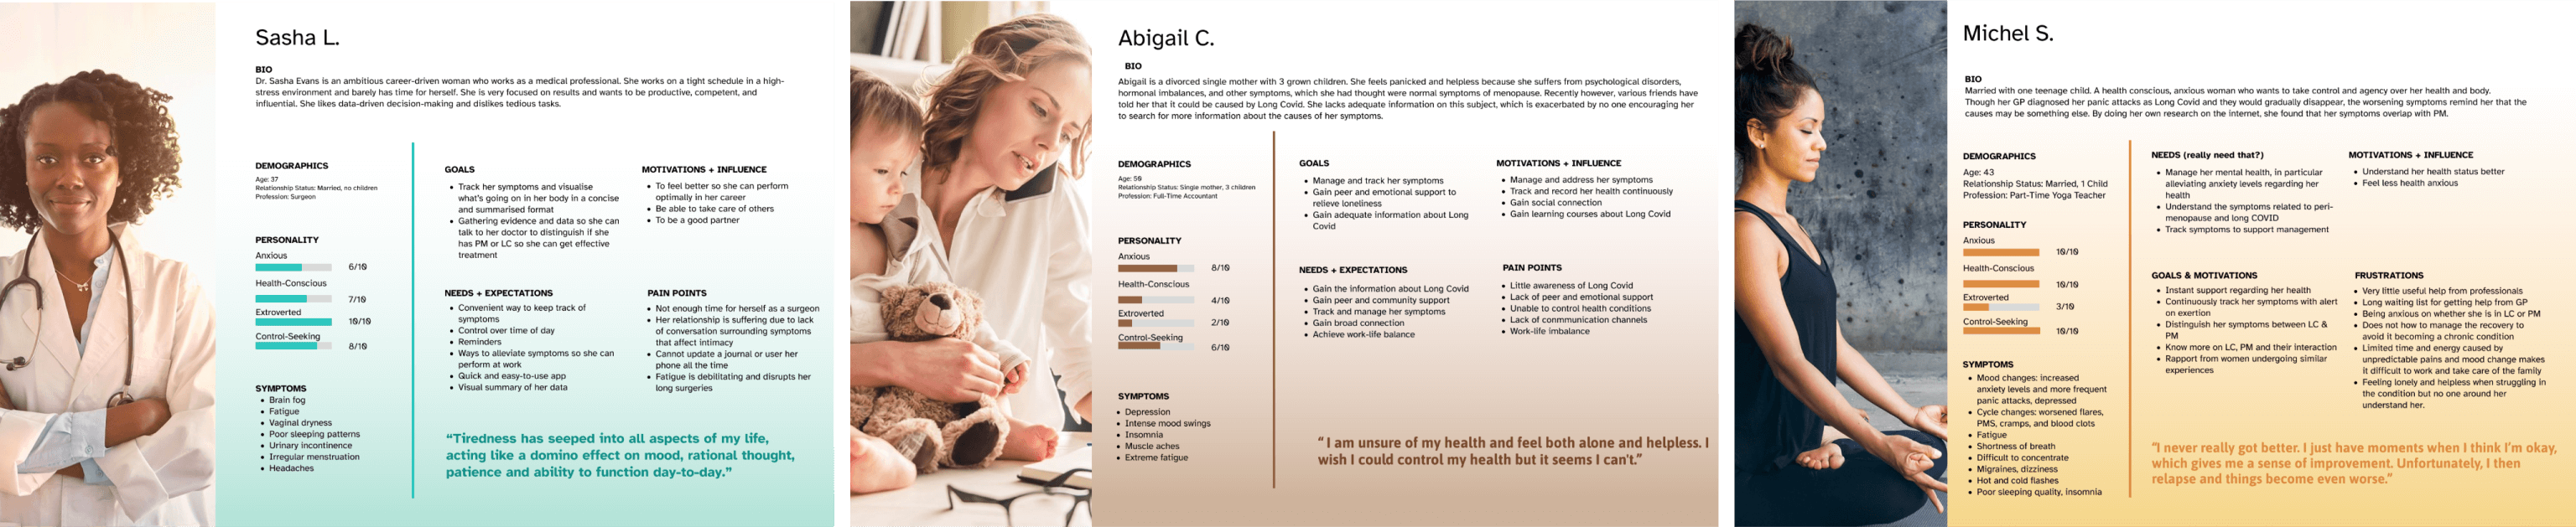 Sasha L.
BIO
Dr. Sasha Evans is an ambitious career-driven woman who works as a medical professional. She works on a tight schedule in a high-
stress environment and barely has time for herself. She is very focused on results and wants to be productive, competent, and
influential. She likes data-driven decision-making and dislikes tedious tasks.
DEMOGRAPHICS
Age: 37
Relationship Status: Married, no children
Profession: Surgeon
PERSONALITY
Anxious
6/10
Health-Conscious
7/10
Extroverted
10/10
Control-Seeking
8/10
SYMPTOMS
• Brain fog
• Fatigue
• Vaginal dryness
• Poor sleeping patterns
• Urinary incontinence
• Irregular menstruation
• Headaches
GOALS
• Track her symptoms and visualise
what's going on in her body in a concise
and summarised format
• Gathering evidence and data so she can
talk to her doctor to distinguish if she
has PM or LC so she can get effective
treatment
MOTIVATIONS + INFLUENCE
• To feel better so she can perform
optimally in her career
• Be able to take care of others
• To be a good partner
NEEDS + EXPECTATIONS
• Convenient way to keep track of
symptoms
• Control over time of day
• Reminders
• Ways to alleviate symptoms so she can
perform at work
• Quick and easy-to-use app
• Visual summary of her data
PAIN POINTS
• Not enough time for herself as a surgeon
• Her relationship is suffering due to lack
of conversation surrounding symptoms
that affect intimacy
• Cannot update a journal or user her
phone all the time
• Fatigue is debilitating and disrupts her
long surgeries
“Tiredness has seeped into all aspects of my life,
acting like a domino effect on mood, rational thought,
patience and ability to function day-to-day.”
Abigail C.
BIO
Abigail is a divorced single mother with 3 grown children. She feels panicked and helpless because she suffers from psychological disorders,
hormonal imbalances, and other symptoms, which she had thought were normal symptoms of menopause. Recently however, various friends have
told her that it could be caused by Long Covid. She lacks adequate information on this subject, which is exacerbated by no one encouraging her
to search for more information about the causes of her symptoms.
DEMOGRAPHICS
Age: 50
Relationship Status: Single mother, 3 children
Profession: Full-Time Accountant
PERSONALITY
Anxious
8/10
Health-Conscious
4/10
Extroverted
2/10
Control-Seeking
6/10
SYMPTOMS
• Depression
• Intense mood swings
• Insomnia
• Muscle aches
• Extreme fatigue
GOALS
• Manage and track her symptoms
• Gain peer and emotional support to
relieve loneliness
• Gain adequate information about Long
Covid
MOTIVATIONS + INFLUENCE
• Manage and address her symptoms
• Track and record her health continuously
• Gain social connection
• Gain learning courses about Long Covid
NEEDS + EXPECTATIONS
• Gain the information about Long Covid
• Gain peer and community support
• Track and manage her symptoms
• Gain broad connection
• Achieve work-life balance
PAIN POINTS
• Little awareness of Long Covid
• Lack of peer and emotional support
• Unable to control health conditions
• Lack of communication channels
• Work-life imbalance
“ I am unsure of my health and feel both alone and helpless. I
wish I could control my health but it seems I can't.”
Michel S.
BIO
Married with one teenage child. A health conscious, anxious woman who wants to take control and agency over her health and body.
Though her GP diagnosed her panic attacks as Long Covid and they would gradually disappear, the worsening symptoms remind her that the
causes may be something else. By doing her own research on the internet, she found that her symptoms overlap with PM.
DEMOGRAPHICS
Age: 43
Relationship Status: Married, 1 Child
Profession: Part-Time Yoga Teacher
PERSONALITY
Anxious
10/10
Health-Conscious
10/10
Extroverted
3/10
Control-Seeking
10/10
SYMPTOMS
• Mood changes: increased
anxiety levels and more frequent
panic attacks, depressed
• Cycle changes: worsened flares,
PMS, cramps, and blood clots
• Fatigue
• Shortness of breath
• Difficult to concentrate
• Migraines, dizziness
• Hot and cold flashes
• Poor sleeping quality, insomnia
NEEDS (really need that?)
• Manage her mental health, in particular
alleviating anxiety levels regarding her
health
• Understand the symptoms related to peri-
menopause and long COVID
• Track symptoms to support management
MOTIVATIONS + INFLUENCE
• Understand her health status better
• Feel less health anxious
GOALS & MOTIVATIONS
• Instant support regarding her health
• Continuously track her symptoms with alert
on exertion
• Distinguish her symptoms between LC &
PM
• Know more on LC, PM and their interaction
• Rapport from women undergoing similar
experiences
FRUSTRATIONS
• Very little useful help from professionals
• Long waiting list for getting help from GP
• Being anxious on whether she is in LC or PM
• Does not how to manage the recovery to
avoid it becoming a chronic condition
• Limited time and energy caused by
unpredictable pains and mood change makes
it difficult to work and take care of the family
• Feeling lonely and helpless when struggling in
the condition but no one around her
understand her.
“I never really got better. I just have moments when I think I’m okay,
which gives me a sense of improvement. Unfortunately, I then
relapse and things become even worse.”